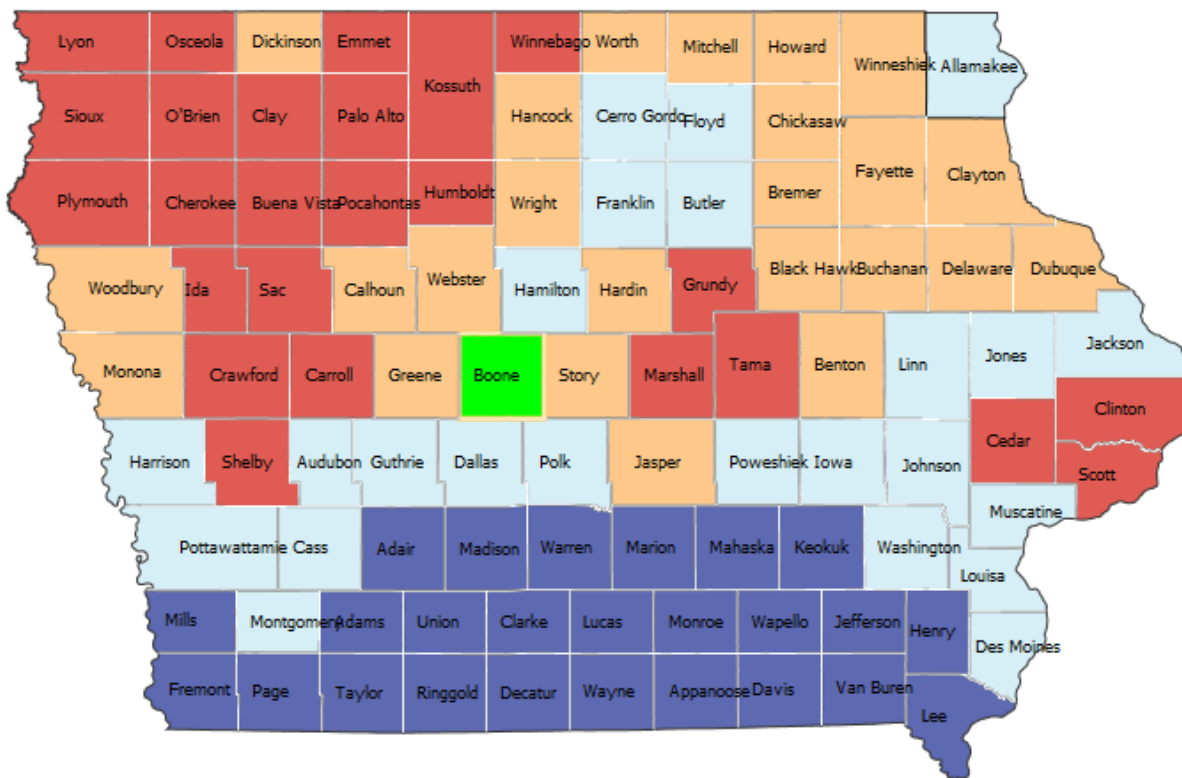 Lyon Osceola Dickinson Emmet Winnebago Worth Mitchell Howard Winneshiek Allamakee
Sioux O'Brien Clay Palo Alto Kossuth Hancock Cerro Gordo Floyd Chickasaw
Plymouth Cherokee Buena Vista Pocahontas Humboldt Wright Franklin Butler Bremer Fayette Clayton
Woodbury Ida Sac Calhoun Webster Hamilton Hardin Grundy Black Hawk Buchanan Delaware Dubuque
Monona Crawford Carroll Greene Boone Story Marshall Tama Benton Linn Jones Jackson
Harrison Shelby Audubon Guthrie Dallas Polk Jasper Poweshiek Iowa Johnson Cedar Clinton
Scott
Muscatine
Pottawattamie Cass Adair Madison Warren Marion Mahaska Keokuk Washington
Louisa
Mills Montgomery Adams Union Clarke Lucas Monroe Wapello Jefferson Henry Des Moines
Fremont Page Taylor Ringgold Decatur Wayne Appanoose Davis Van Buren Lee